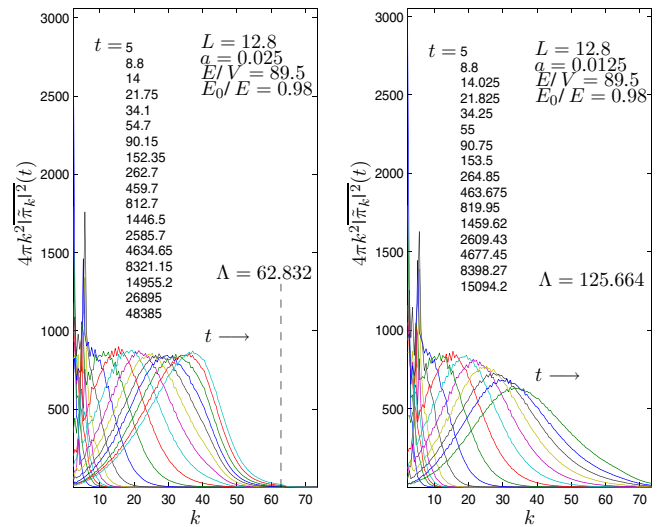 t = 5
8.8
14
21.75
34.1
54.7
90.15
152.35
262.7
459.7
812.7
1446.5
2585.7
4634.65
8321.15
14955.2
26895
48385
L = 12.8
a = 0.025
E/V = 89.5
E₀/E = 0.98
Λ = 62.832
t ⟶
3000
2500
2000
1500
1000
500
4πk²|π̃ₖ|²(t)
10 20 30 40 50 60 70
k
t = 5
8.8
14.025
21.825
34.25
55
90.75
153.5
264.85
463.675
819.95
1459.62
2609.43
4677.45
8398.27
15094.2
L = 12.8
a = 0.0125
E/V = 89.5
E₀/E = 0.98
Λ = 125.664
t ⟶
3000
2500
2000
1500
1000
500
4πk²|π̃ₖ|²(t)
10 20 30 40 50 60 70
k